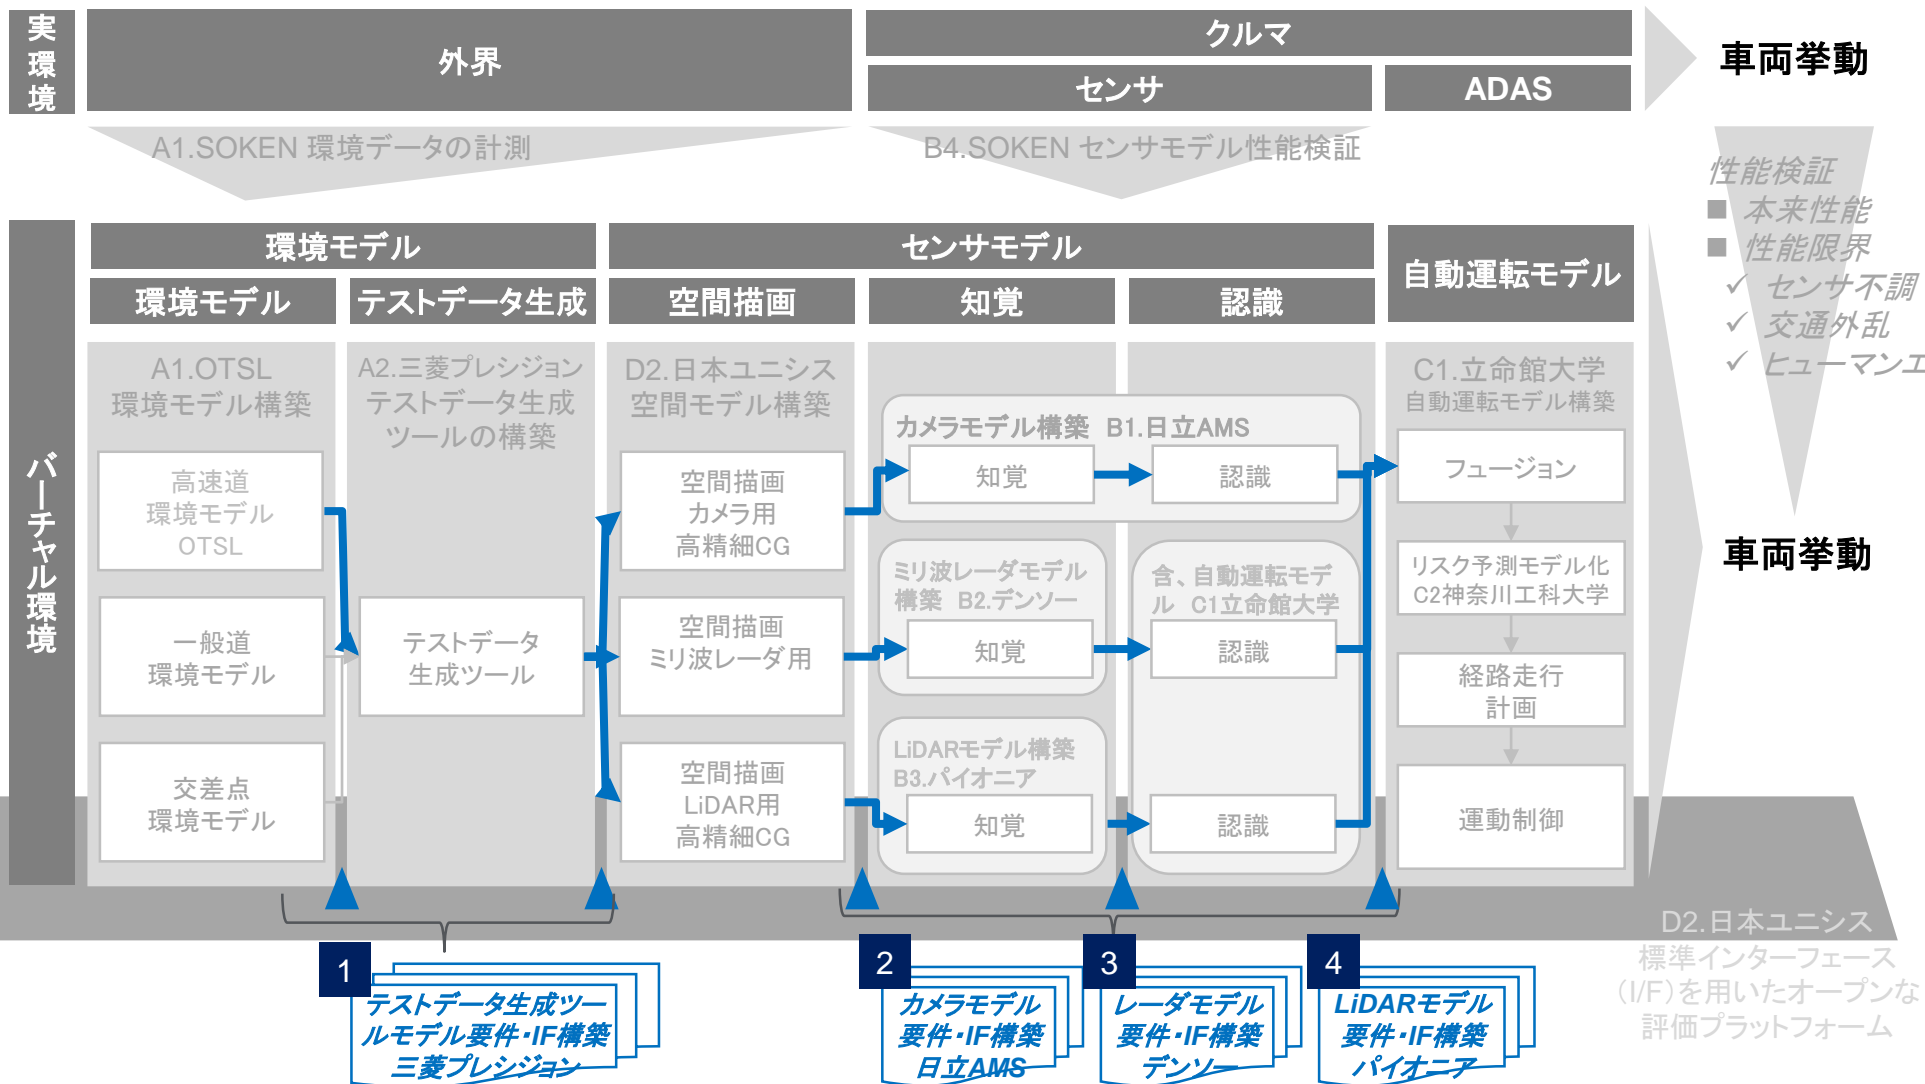 実
環
境
外界
クルマ
センサ
ADAS
車両挙動
A1.SOKEN 環境データの計測
B4.SOKEN センサモデル性能検証
性能検証
■ 本来性能
■ 性能限界
✓ センサ不調
✓ 交通外乱
✓ ヒューマンエ
バーチャル環境
環境モデル
センサモデル
自動運転モデル
環境モデル
テストデータ生成
空間描画
知覚
認識
A1.OTSL
環境モデル構築
高速道
環境モデル
OTSL
一般道
環境モデル
交差点
環境モデル
A2.三菱プレシジョン
テストデータ生成
ツールの構築
テストデータ
生成ツール
D2.日本ユニシス
空間モデル構築
空間描画
カメラ用
高精細CG
空間描画
ミリ波レーダ用
空間描画
LiDAR用
高精細CG
カメラモデル構築 B1.日立AMS
知覚
認識
ミリ波レーダモデル
構築 B2.デンソー
知覚
含、自動運転モデ
ル C1立命館大学
認識
LiDARモデル構築
B3.パイオニア
知覚
認識
C1.立命館大学
自動運転モデル構築
フュージョン
リスク予測モデル化
C2神奈川工科大学
経路走行
計画
運動制御
車両挙動
1
テストデータ生成ツー
ルモデル要件・IF構築
三菱プレシジョン
2
カメラモデル
要件・IF構築
日立AMS
3
レーダモデル
要件・IF構築
デンソー
4
LiDARモデル
要件・IF構築
パイオニア
D2.日本ユニシス
標準インターフェース
(I/F)を用いたオープンな
評価プラットフォーム